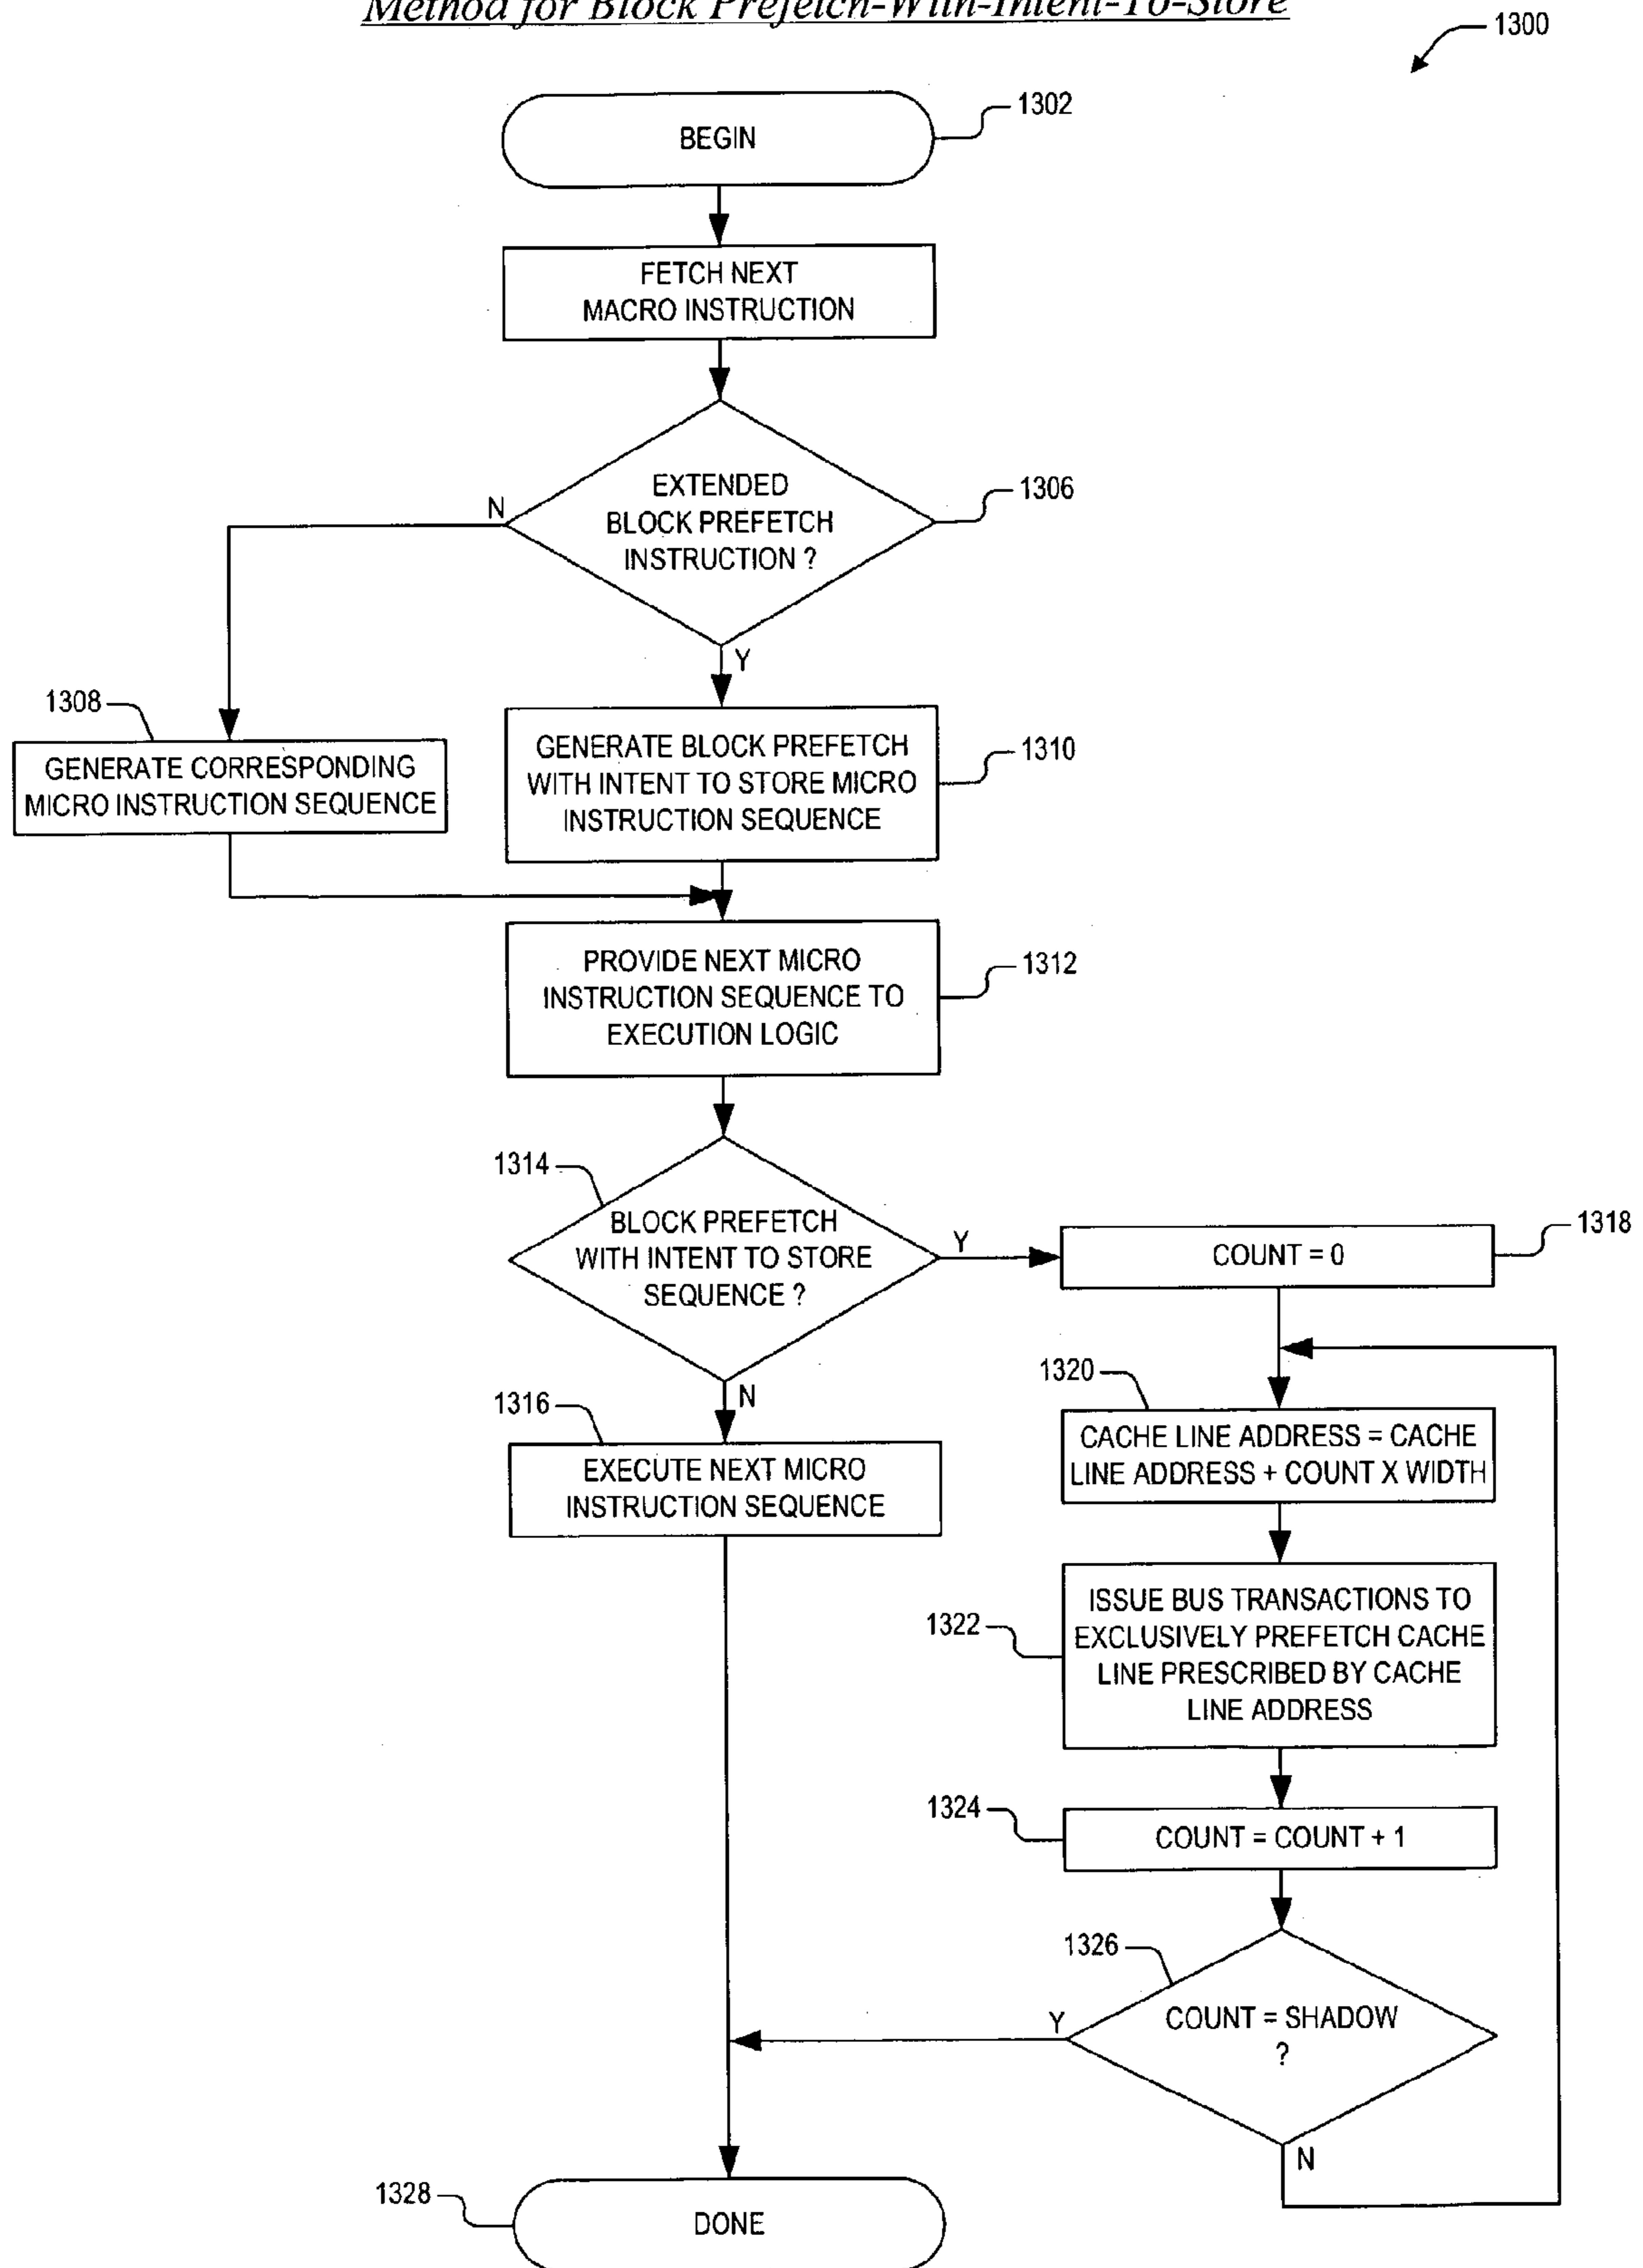 Method for Block Prefetch-With-Intent-To-Store
1300
BEGIN
1302
FETCH NEXT
MACRO INSTRUCTION
EXTENDED
BLOCK PREFETCH
INSTRUCTION ?
1306
N
Y
1308
GENERATE CORRESPONDING
MICRO INSTRUCTION SEQUENCE
GENERATE BLOCK PREFETCH
WITH INTENT TO STORE MICRO
INSTRUCTION SEQUENCE
1310
PROVIDE NEXT MICRO
INSTRUCTION SEQUENCE TO
EXECUTION LOGIC
1312
1314
BLOCK PREFETCH
WITH INTENT TO STORE
SEQUENCE ?
Y
N
COUNT = 0
1318
1316
EXECUTE NEXT MICRO
INSTRUCTION SEQUENCE
1320
CACHE LINE ADDRESS = CACHE
LINE ADDRESS + COUNT X WIDTH
1322
ISSUE BUS TRANSACTIONS TO
EXCLUSIVELY PREFETCH CACHE
LINE PRESCRIBED BY CACHE
LINE ADDRESS
1324
COUNT = COUNT + 1
1326
COUNT = SHADOW
?
Y
N
1328
DONE